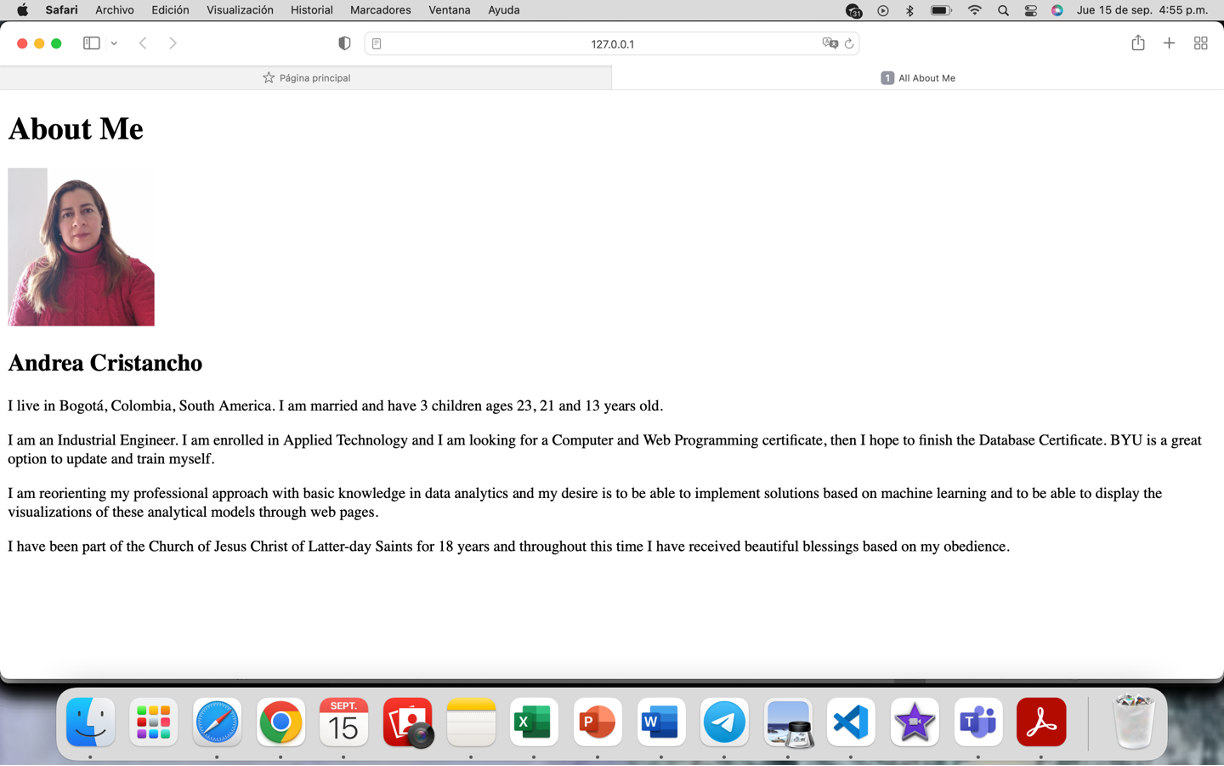 Safari Archivo Edición Visualización Historial Marcadores Ventana Ayuda Jue 15 de sep. 4:55 p.m.
127.0.0.1
Página principal 1 All About Me
About Me
Andrea Cristancho
I live in Bogotá, Colombia, South America. I am married and have 3 children ages 23, 21 and 13 years old.
I am an Industrial Engineer. I am enrolled in Applied Technology and I am looking for a Computer and Web Programming certificate, then I hope to finish the Database Certificate. BYU is a great
option to update and train myself.
I am reorienting my professional approach with basic knowledge in data analytics and my desire is to be able to implement solutions based on machine learning and to be able to display the
visualizations of these analytical models through web pages.
I have been part of the Church of Jesus Christ of Latter-day Saints for 18 years and throughout this time I have received beautiful blessings based on my obedience.
SEPT.
15 X P W T